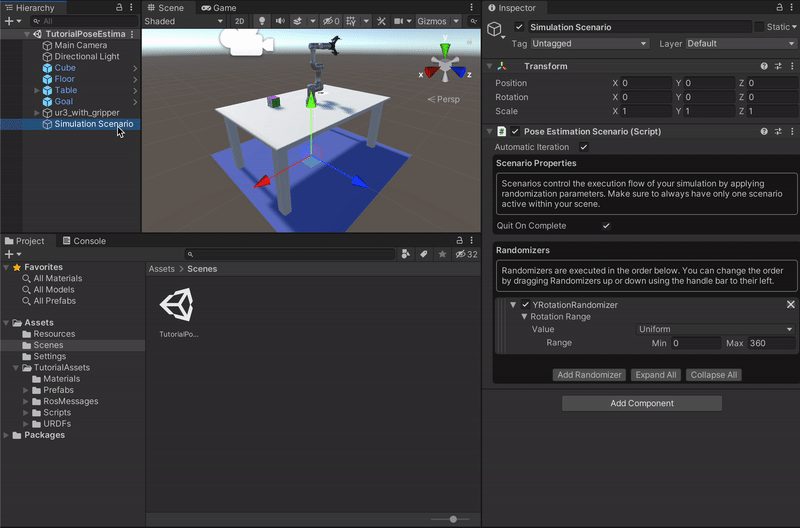 Hierarchy
All
TutorialPoseEstima
Main Camera
Directional Light
Cube
Floor
Table
Goal
ur3_with_gripper
Simulation Scenario
Scene
Game
Shaded
2D
0
Gizmos
y
x
z
Persp
Project
Console
32
Favorites
All Materials
All Models
All Prefabs
Assets
Resources
Scenes
Settings
TutorialAssets
Materials
Prefabs
RosMessages
Scripts
URDFs
Packages
Assets > Scenes
TutorialPo...
Inspector
Simulation Scenario
Static
Tag Untagged
Layer Default
Transform
Position X 0 Y 0 Z 0
Rotation X 0 Y 0 Z 0
Scale X 1 Y 1 Z 1
Pose Estimation Scenario (Script)
Automatic Iteration
Scenario Properties
Scenarios control the execution flow of your simulation by applying
randomization parameters. Make sure to always have only one scenario
active within your scene.
Quit On Complete
Randomizers
Randomizers are executed in the order below. You can change the order
by dragging Randomizers up or down using the handle bar to their left.
YRotationRandomizer
Rotation Range
Value Uniform
Range Min 0 Max 360
Add Randomizer
Expand All
Collapse All
Add Component